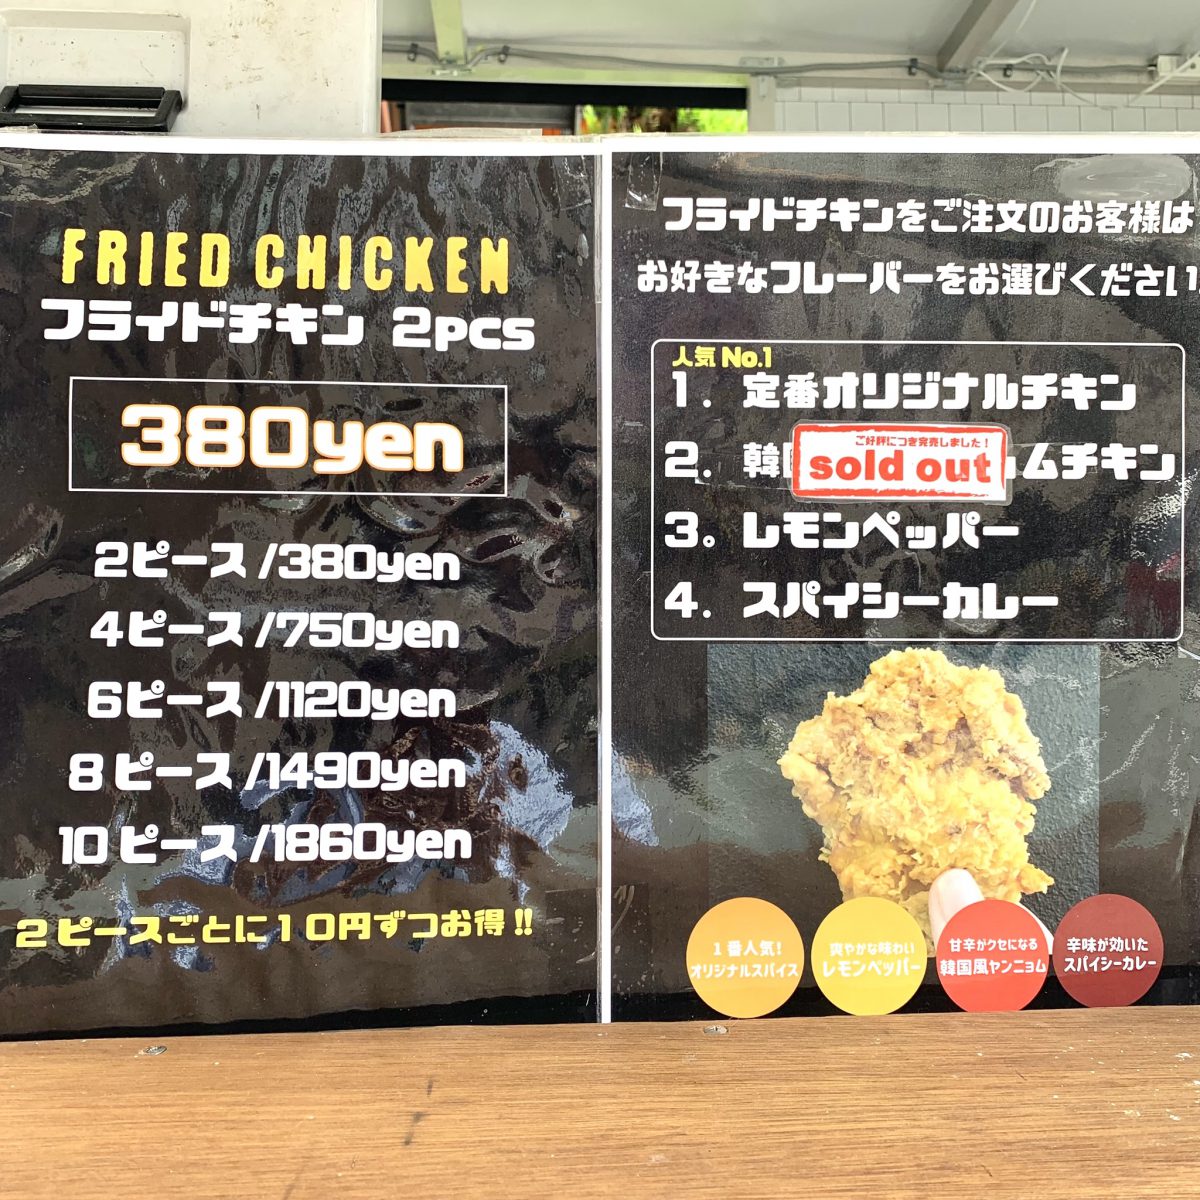 FRIED CHICKEN
フライドチキン 2pcs
380yen
2ピース /380yen
4ピース /750yen
6ピース /1120yen
8ピース /1490yen
10ピース /1860yen
2ピースごとに10円ずつお得!!
フライドチキンをご注文のお客様は
お好きなフレーバーをお選びください
人気No.1
1. 定番オリジナルチキン
ご好評につき完売しました!
2. 韓 sold out ムチキン
3。レモンペッパー
4. スパイシーカレー
1番人気!
オリジナルスパイス
爽やかな味わい
レモンペッパー
甘辛がクセになる
韓国風ヤンニョム
辛味が効いた
スパイシーカレー